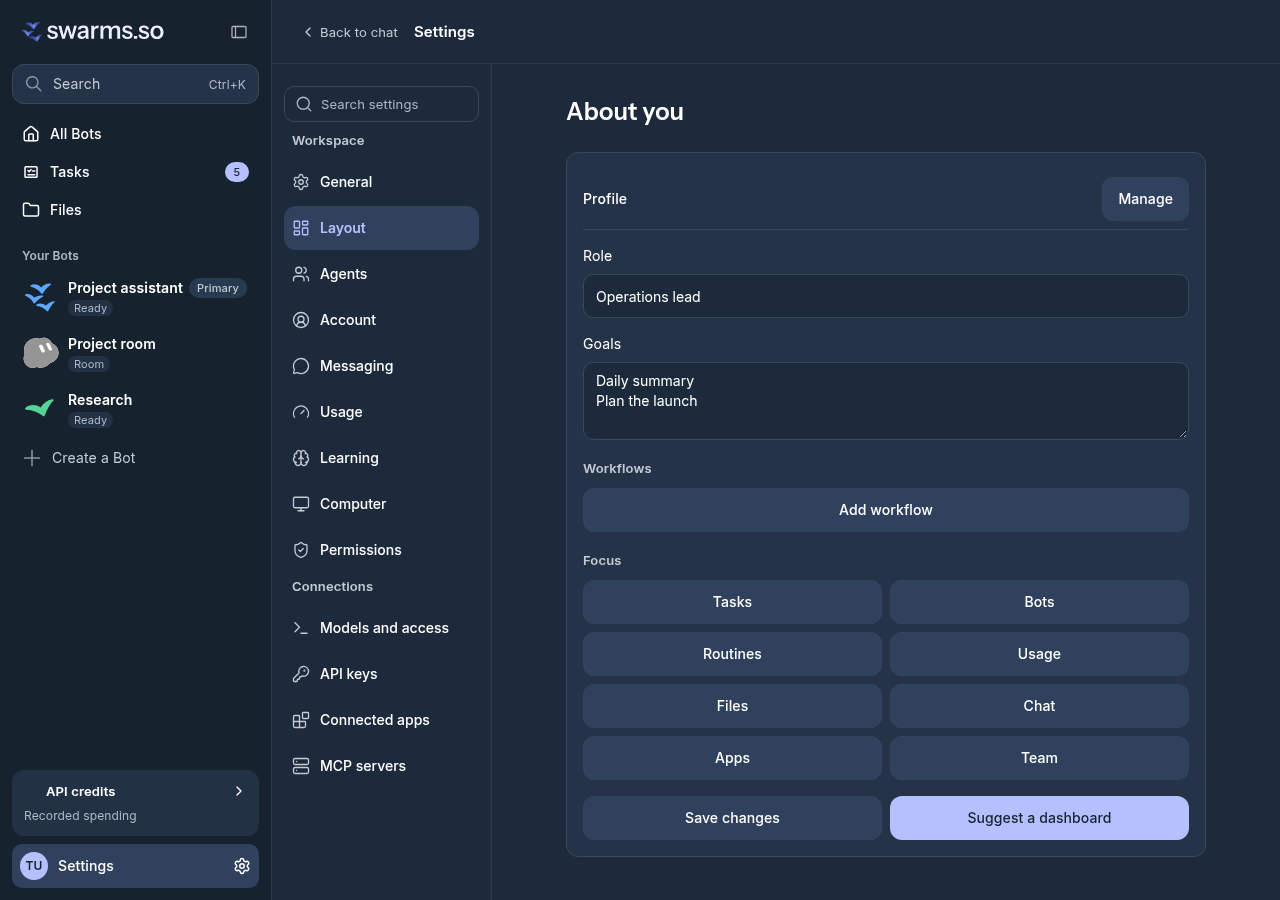 swarms.so
Search Ctrl+K
All Bots
Tasks 5
Files
Your Bots
Project assistant Primary
Ready
Project room
Room
Research
Ready
Create a Bot
API credits
Recorded spending
TU Settings
Back to chat Settings
Search settings
Workspace
General
Layout
Agents
Account
Messaging
Usage
Learning
Computer
Permissions
Connections
Models and access
API keys
Connected apps
MCP servers
About you
Profile Manage
Role
Operations lead
Goals
Daily summary
Plan the launch
Workflows
Add workflow
Focus
Tasks Bots
Routines Usage
Files Chat
Apps Team
Save changes Suggest a dashboard